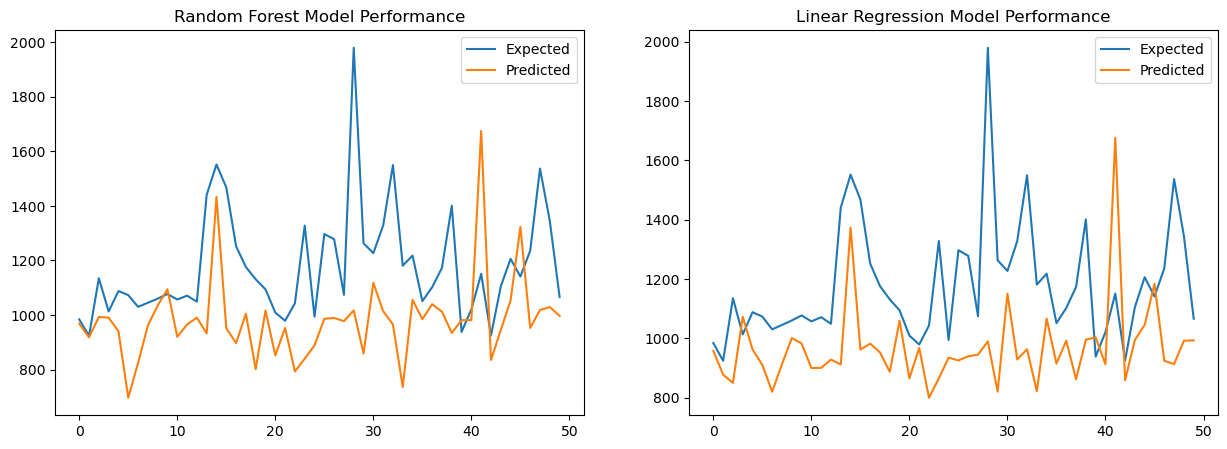 Random Forest Model Performance
2000
1800
1600
1400
1200
1000
800
0 10 20 30 40 50
Expected
Predicted
Linear Regression Model Performance
2000
1800
1600
1400
1200
1000
800
0 10 20 30 40 50
Expected
Predicted